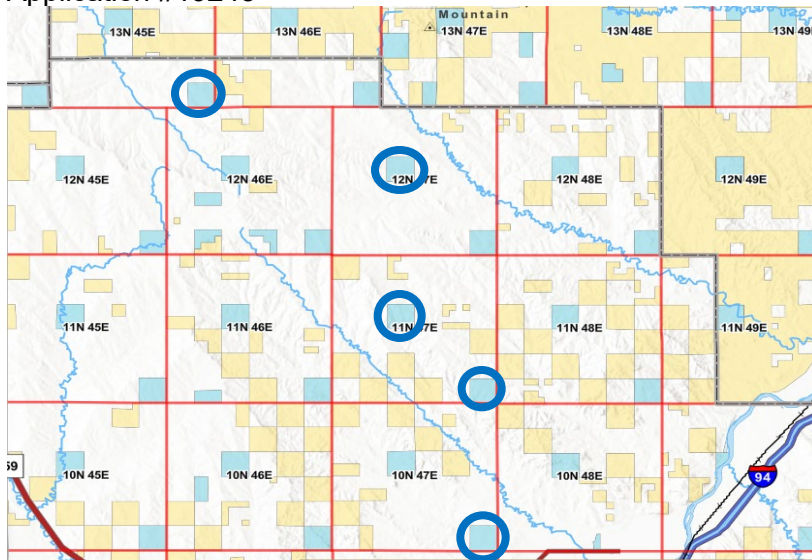 Application
Mountain
13N 45E
13N 46E
13N 47E
13N 48E
12N 45E
12N 46E
12N 47E
12N 48E
12N 49E
11N 45E
11N 46E
11N 47E
11N 48E
11N 49E
10N 45E
10N 46E
10N 47E
10N 48E
59
94